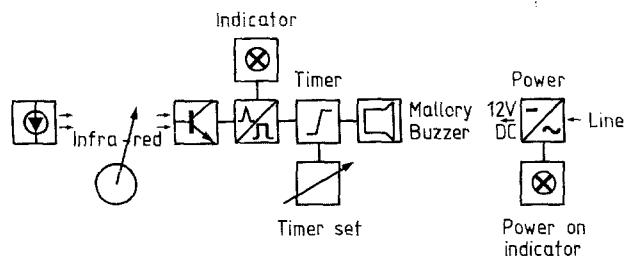 Indicator
Timer
Power
Infra-red
Mallory
Buzzer
12V
DC
Line
Timer set
Power on
indicator